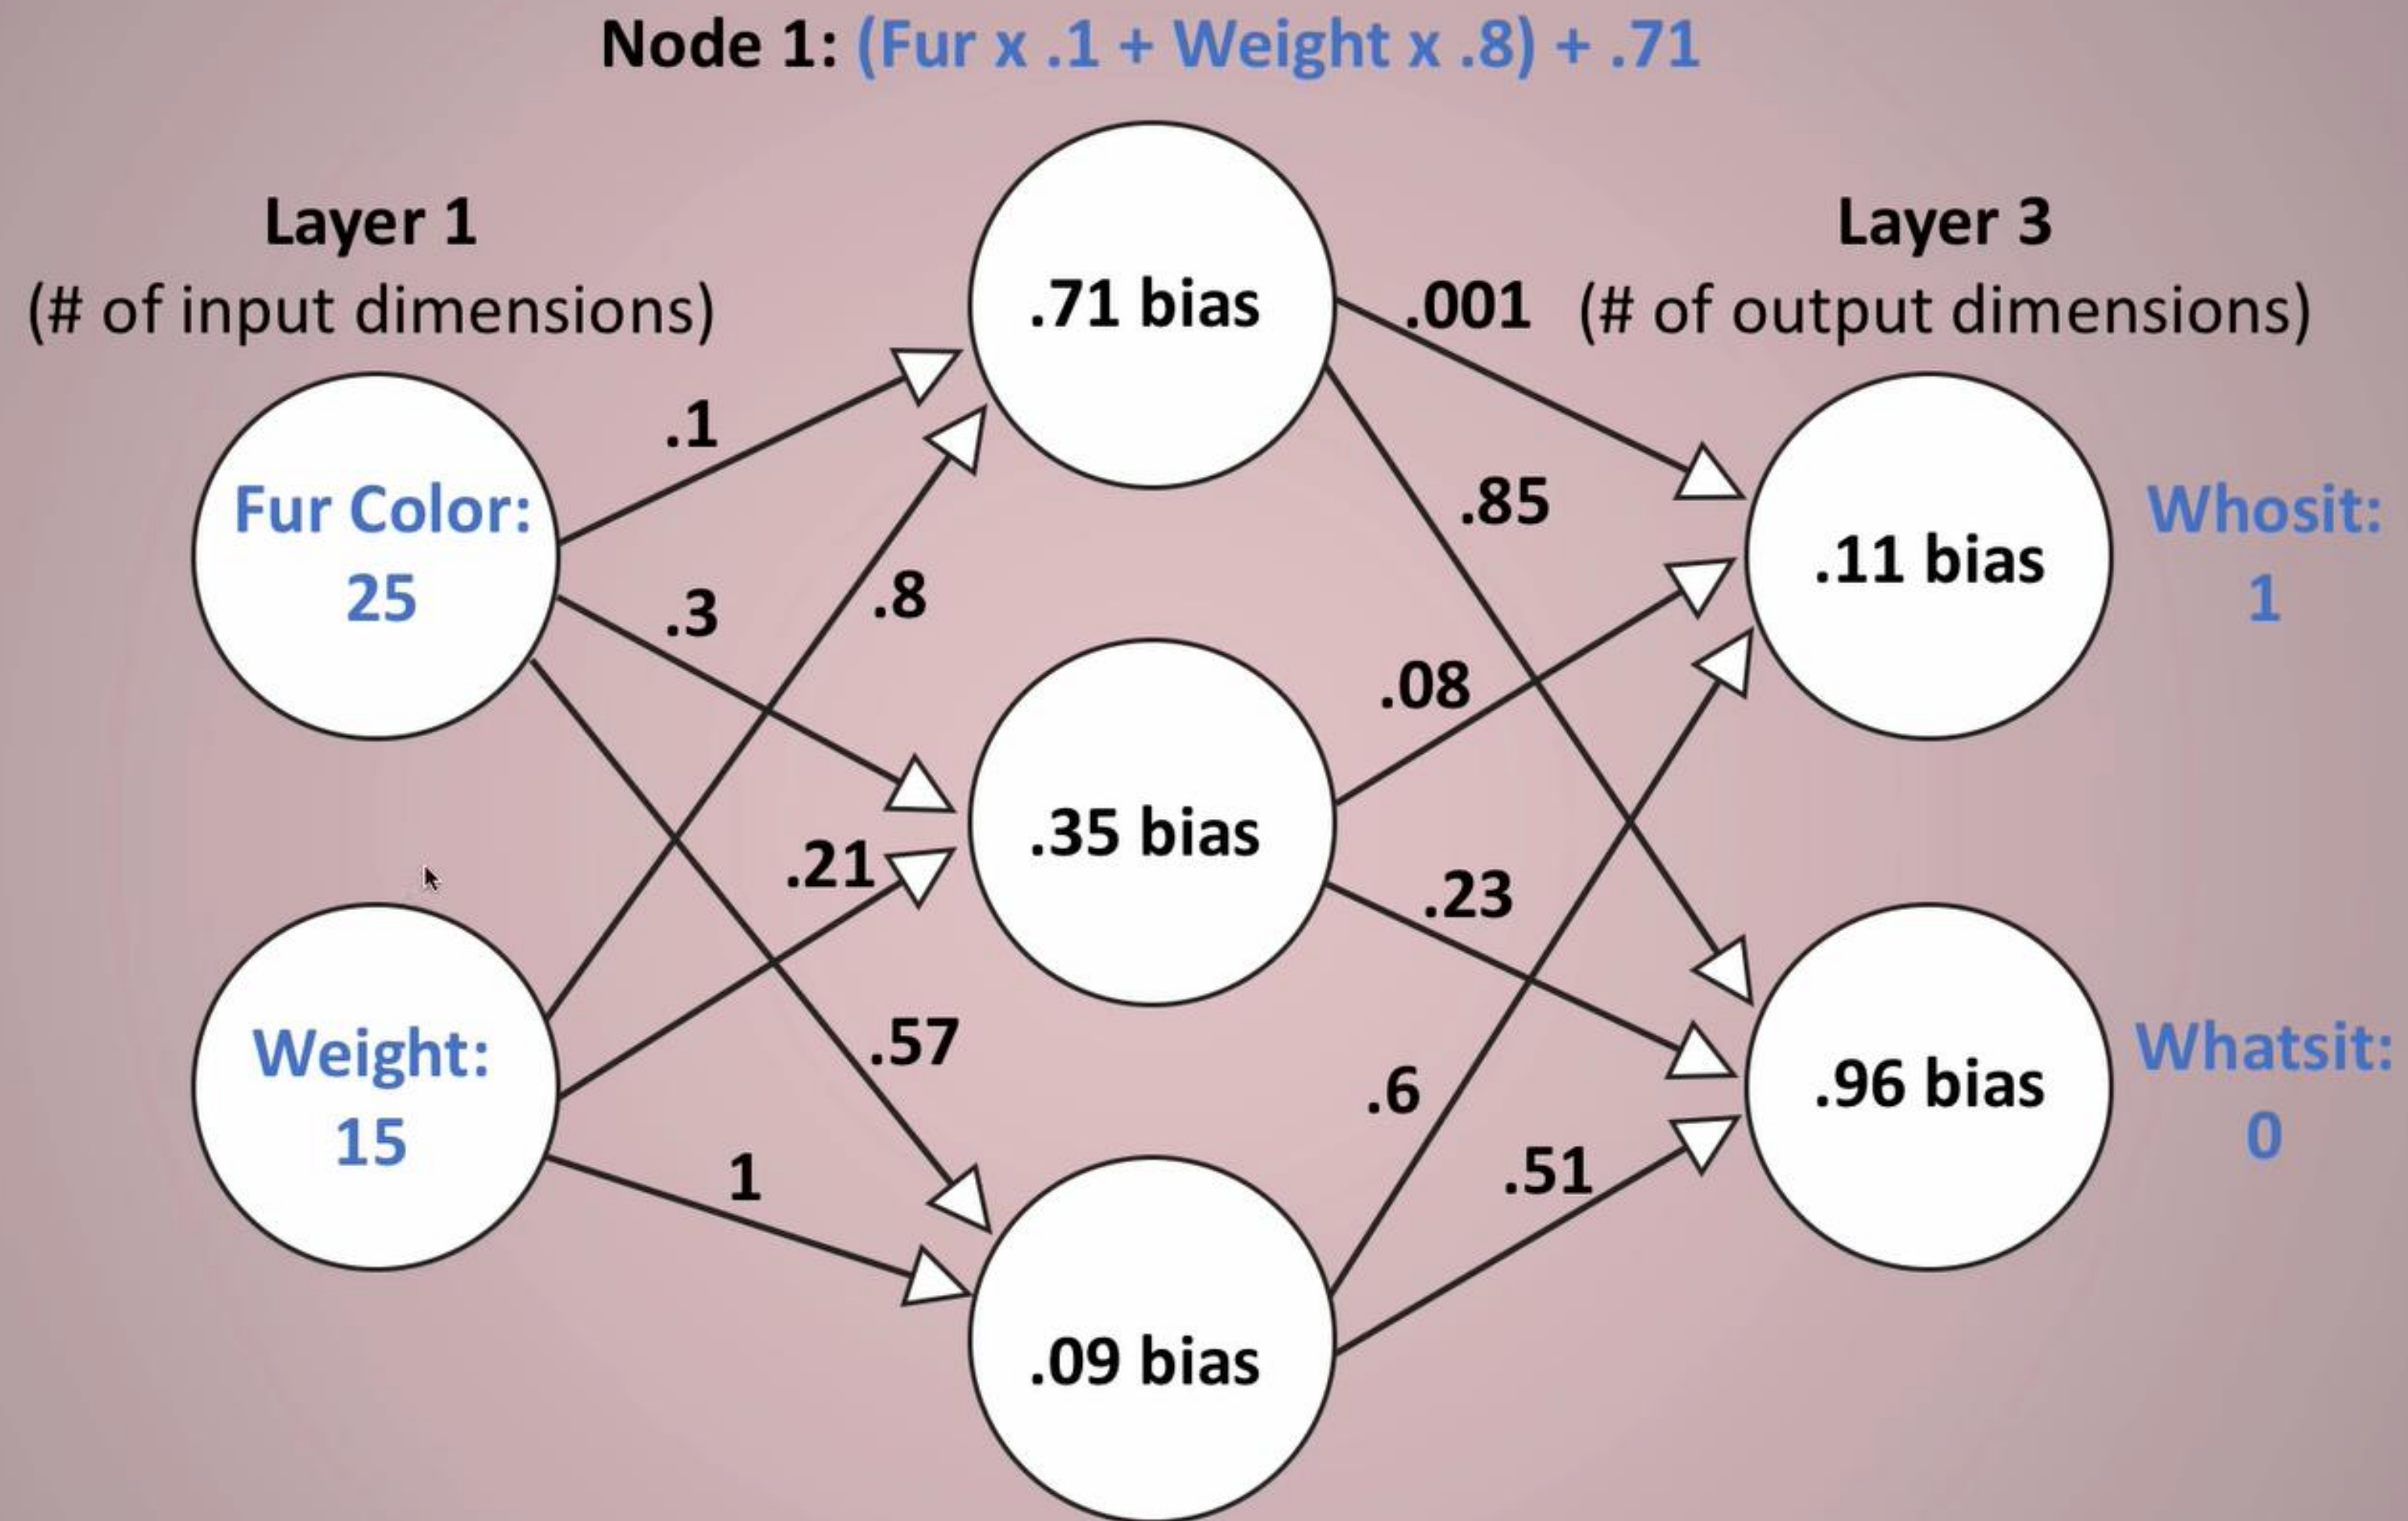 Node 1: (Fur x .1 + Weight x .8) + .71
Layer 1
(# of input dimensions)
Fur Color:
25
Weight:
15
.1
.3
.8
.21
.57
1
.71 bias
.35 bias
.09 bias
.001
.85
.08
.23
.6
.51
Layer 3
(# of output dimensions)
.11 bias
.96 bias
Whosit:
1
Whatsit:
0